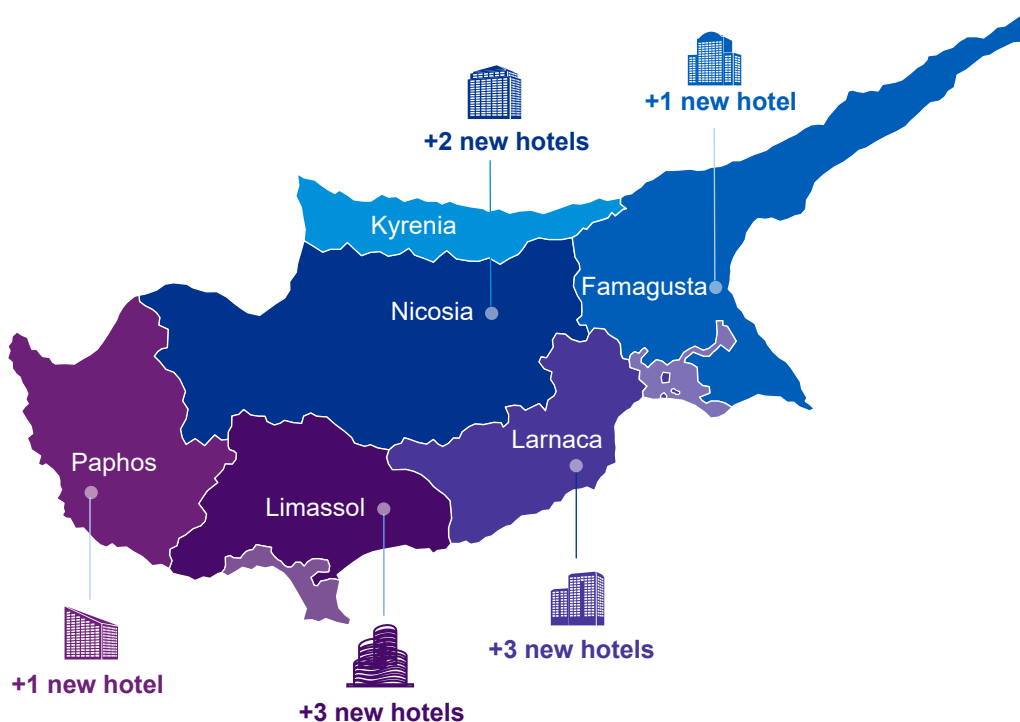 +1 new hotel
+2 new hotels
Kyrenia
Famagusta
Nicosia
Larnaca
Paphos
Limassol
+3 new hotels
+1 new hotel
+3 new hotels